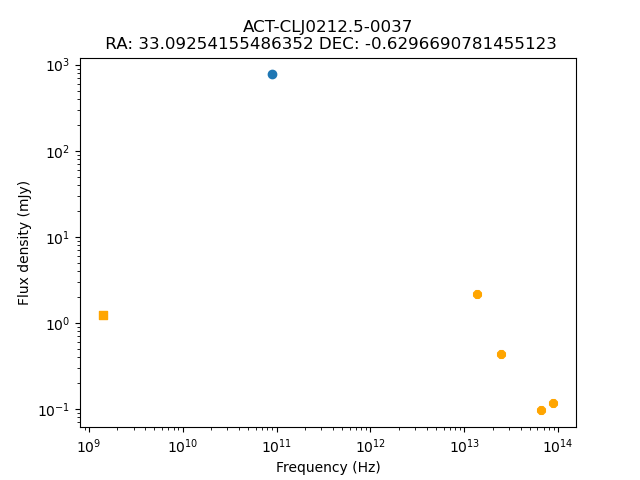 ACT-CLJ0212.5-0037
RA: 33.09254155486352 DEC: -0.6296690781455123
10³
10²
10¹
10⁰
10⁻¹
Flux density (mJy)
10⁹
10¹⁰
10¹¹
10¹²
10¹³
10¹⁴
Frequency (Hz)